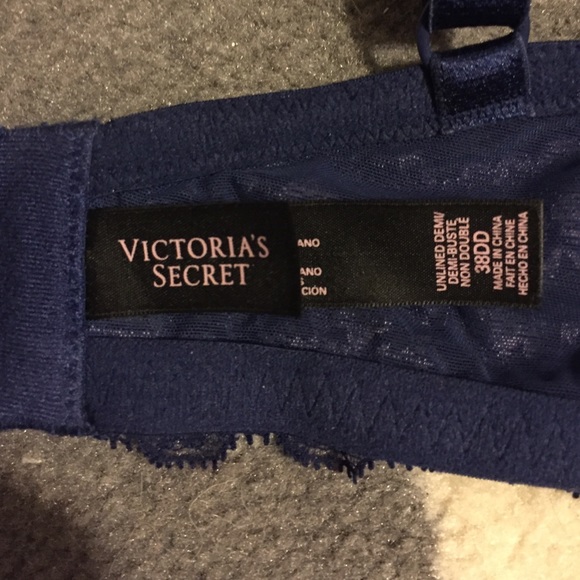 VICTORIA'S
SECRET
ANO
ANO
CIÓN
UNLINED DEMI/
DEMI-BUSTE
NON DOUBLÉ
38DD
MADE IN CHINA
FAIT EN CHINE
HECHO EN CHINA